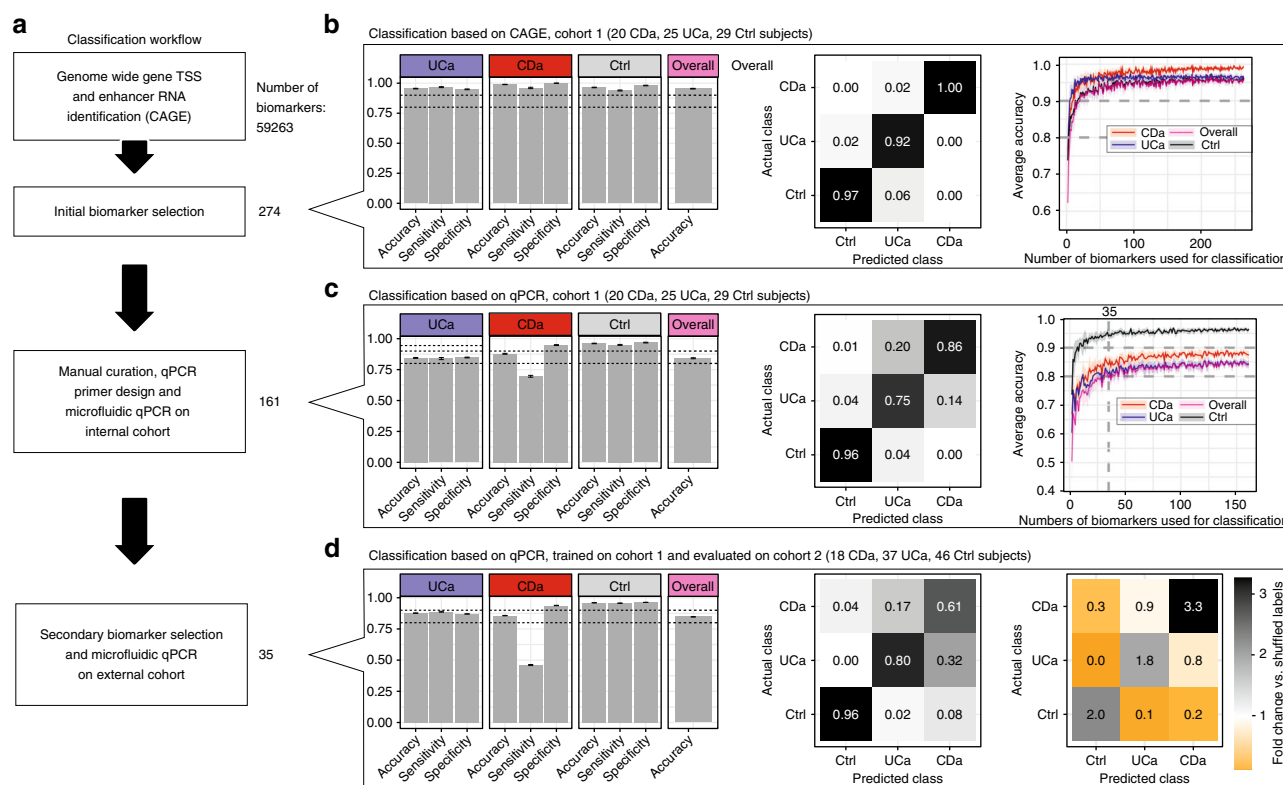 a
Classification workflow
Genome wide gene TSS
and enhancer RNA
identification (CAGE)
Number of
biomarkers:
59263
Initial biomarker selection
274
Manual curation, qPCR
primer design and
microfluidic qPCR on
internal cohort
161
Secondary biomarker selection
and microfluidic qPCR
on external cohort
35
b
Classification based on CAGE, cohort 1 (20 CDa, 25 UCa, 29 Ctrl subjects)
UCa CDa Ctrl Overall
1.00
0.75
0.50
0.25
0.00
Accuracy Sensitivity Specificity Accuracy Sensitivity Specificity Accuracy Sensitivity Specificity Accuracy
Overall
Actual class
CDa 0.00 0.02 1.00
UCa 0.02 0.92 0.00
Ctrl 0.97 0.06 0.00
Ctrl UCa CDa
Predicted class
Average accuracy
1.0
0.9
0.8
0.7
0.6
CDa Overall
UCa Ctrl
0 100 200
Number of biomarkers used for classification
c
Classification based on qPCR, cohort 1 (20 CDa, 25 UCa, 29 Ctrl subjects)
UCa CDa Ctrl Overall
1.00
0.75
0.50
0.25
0.00
Accuracy Sensitivity Specificity Accuracy Sensitivity Specificity Accuracy Sensitivity Specificity Accuracy
Actual class
CDa 0.01 0.20 0.86
UCa 0.04 0.75 0.14
Ctrl 0.96 0.04 0.00
Ctrl UCa CDa
Predicted class
35
Average accuracy
1.0
0.9
0.8
0.7
0.6
0.5
0.4
CDa Overall
UCa Ctrl
0 50 100 150
Numbers of biomarkers used for classification
d
Classification based on qPCR, trained on cohort 1 and evaluated on cohort 2 (18 CDa, 37 UCa, 46 Ctrl subjects)
UCa CDa Ctrl Overall
1.00
0.75
0.50
0.25
0.00
Accuracy Sensitivity Specificity Accuracy Sensitivity Specificity Accuracy Sensitivity Specificity Accuracy
Actual class
CDa 0.04 0.17 0.61
UCa 0.00 0.80 0.32
Ctrl 0.96 0.02 0.08
Ctrl UCa CDa
Predicted class
Actual class
CDa 0.3 0.9 3.3
UCa 0.0 1.8 0.8
Ctrl 2.0 0.1 0.2
Ctrl UCa CDa
Predicted class
3
2
1
Fold change vs. shuffled labels